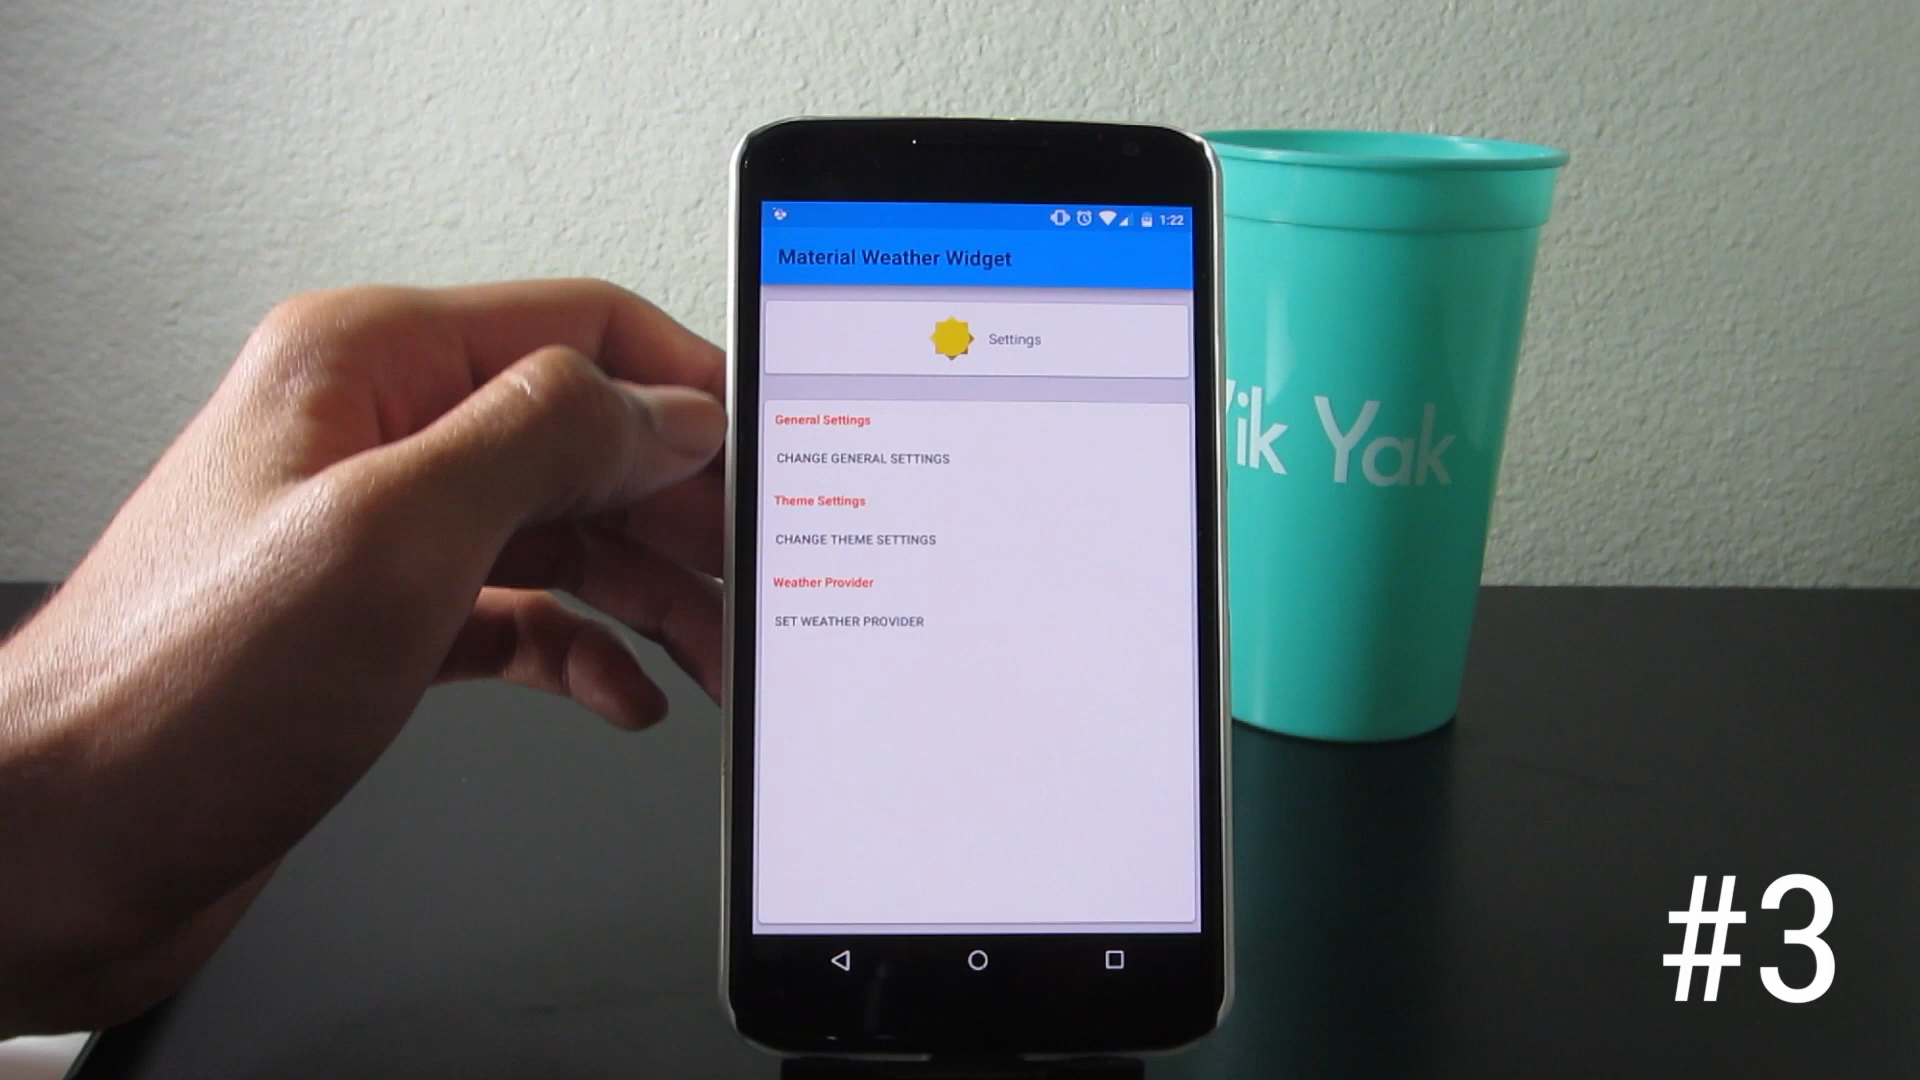 1:22
Material Weather Widget
Settings
General Settings
CHANGE GENERAL SETTINGS
Theme Settings
CHANGE THEME SETTINGS
Weather Provider
SET WEATHER PROVIDER
Yak
#3